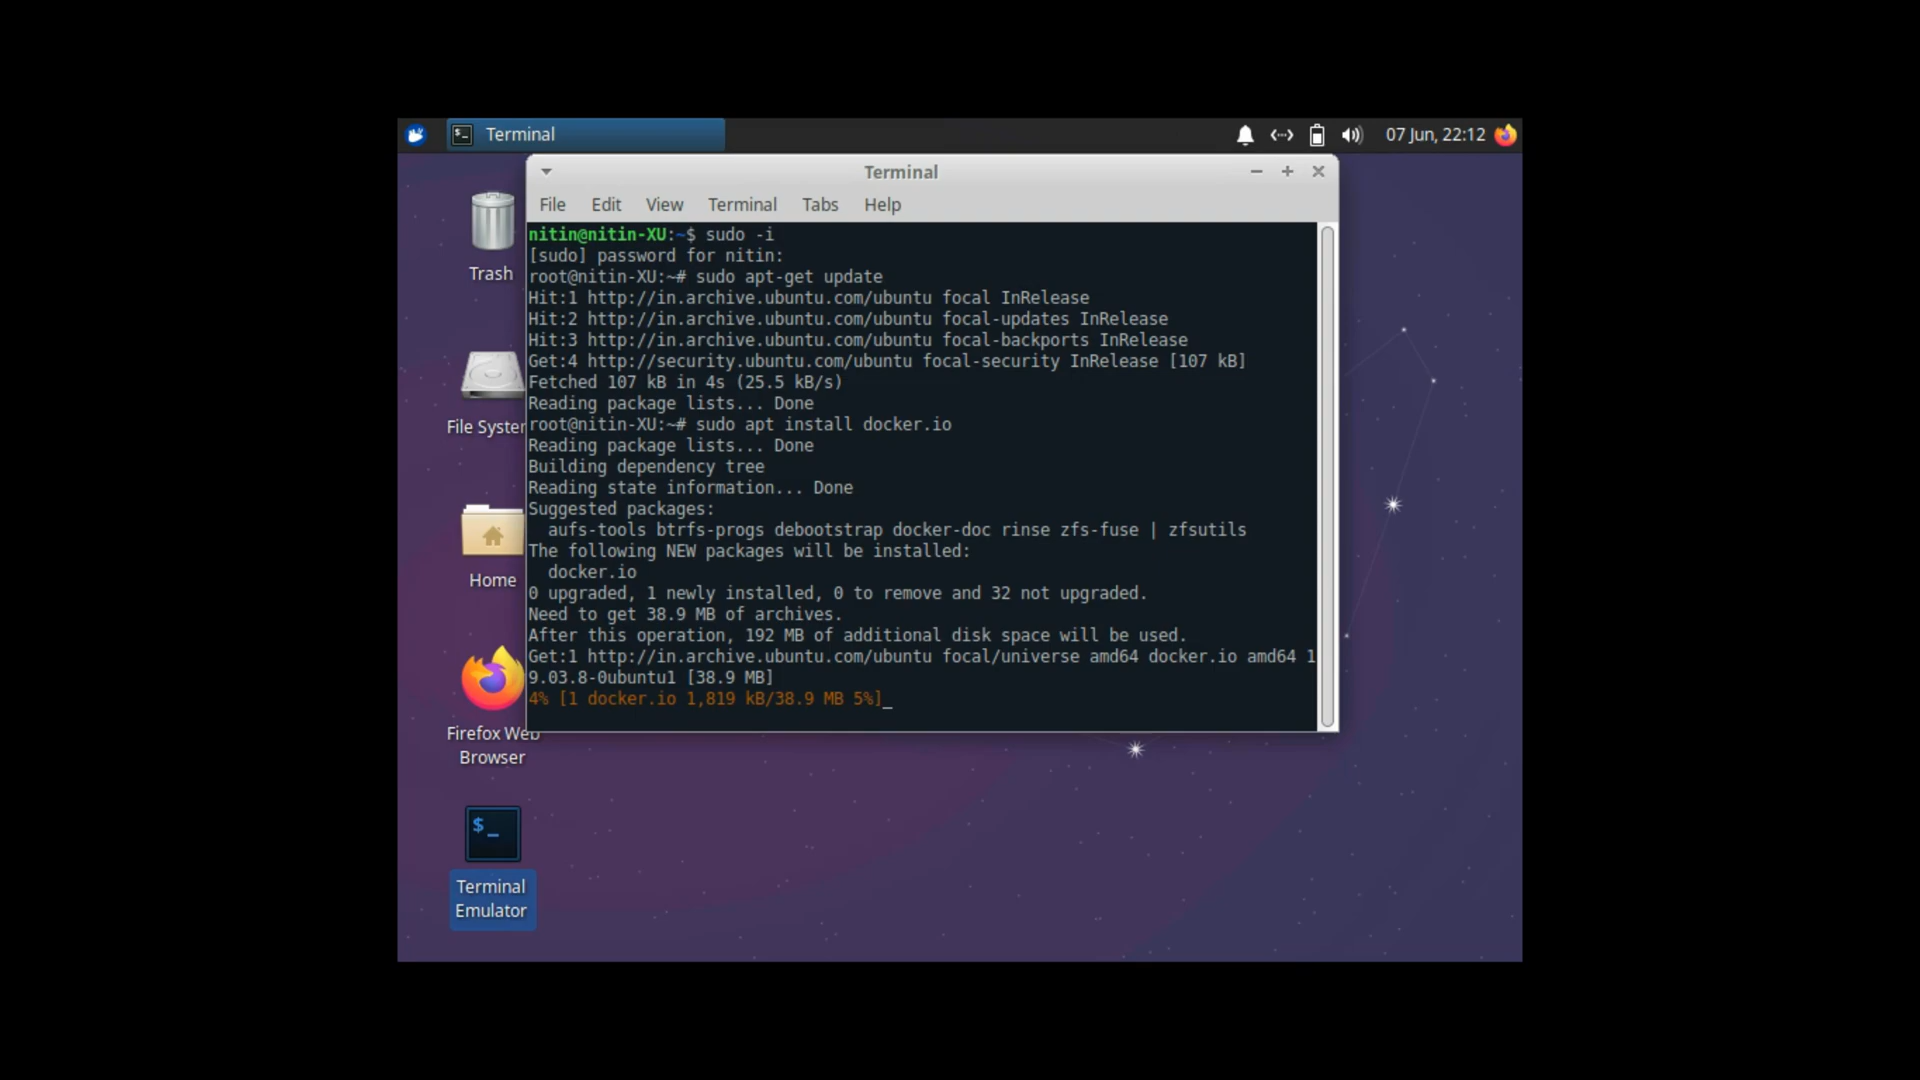 Terminal
07 Jun, 22:12
Terminal
File Edit View Terminal Tabs Help
nitin@nitin-XU:~$ sudo -i
[sudo] password for nitin:
root@nitin-XU:~# sudo apt-get update
Hit:1 http://in.archive.ubuntu.com/ubuntu focal InRelease
Hit:2 http://in.archive.ubuntu.com/ubuntu focal-updates InRelease
Hit:3 http://in.archive.ubuntu.com/ubuntu focal-backports InRelease
Get:4 http://security.ubuntu.com/ubuntu focal-security InRelease [107 kB]
Fetched 107 kB in 4s (25.5 kB/s)
Reading package lists... Done
root@nitin-XU:~# sudo apt install docker.io
Reading package lists... Done
Building dependency tree
Reading state information... Done
Suggested packages:
  aufs-tools btrfs-progs debootstrap docker-doc rinse zfs-fuse | zfsutils
The following NEW packages will be installed:
  docker.io
0 upgraded, 1 newly installed, 0 to remove and 32 not upgraded.
Need to get 38.9 MB of archives.
After this operation, 192 MB of additional disk space will be used.
Get:1 http://in.archive.ubuntu.com/ubuntu focal/universe amd64 docker.io amd64 1
9.03.8-0ubuntu1 [38.9 MB]
4% [1 docker.io 1,819 kB/38.9 MB 5%]_
Trash
File System
Home
Firefox Web
Browser
$_
Terminal
Emulator